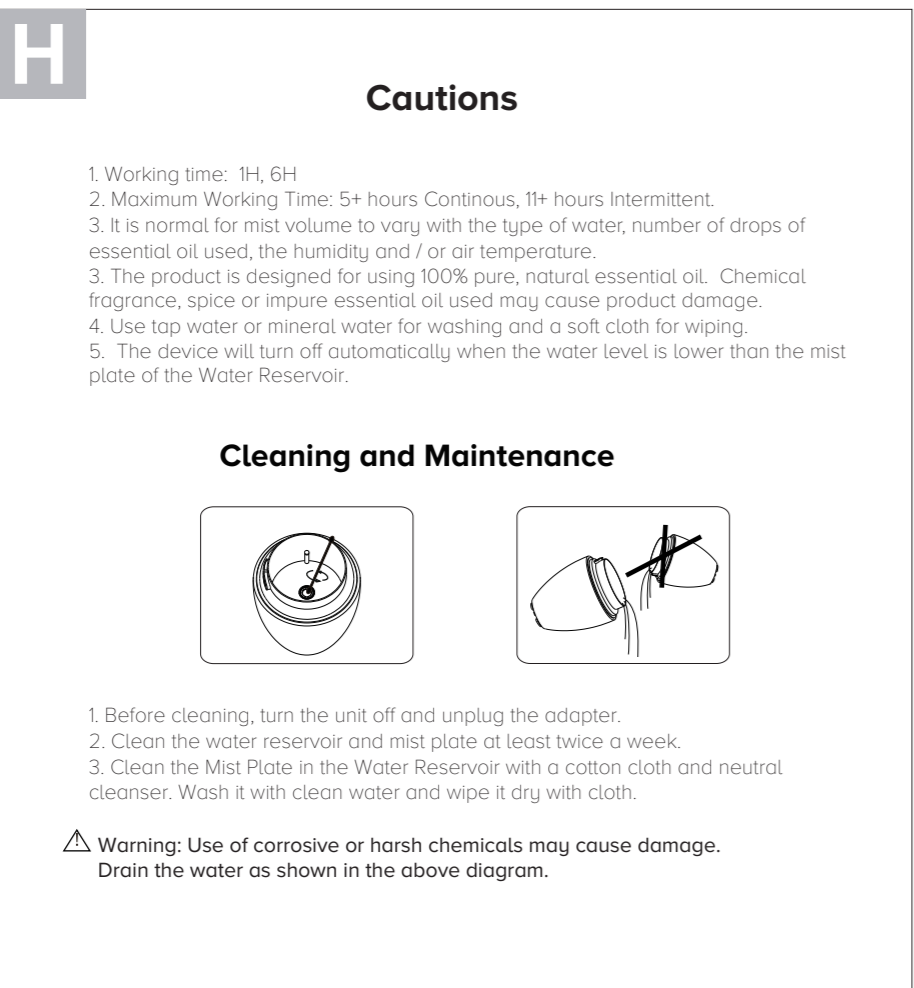 H
Cautions
1. Working time:  1H, 6H
2. Maximum Working Time: 5+ hours Continous, 11+ hours Intermittent.
3. It is normal for mist volume to vary with the type of water, number of drops of
essential oil used, the humidity and / or air temperature.
3. The product is designed for using 100% pure, natural essential oil.  Chemical
fragrance, spice or impure essential oil used may cause product damage.
4. Use tap water or mineral water for washing and a soft cloth for wiping.
5.  The device will turn off automatically when the water level is lower than the mist
plate of the Water Reservoir.
Cleaning and Maintenance
1. Before cleaning, turn the unit off and unplug the adapter.
2. Clean the water reservoir and mist plate at least twice a week.
3. Clean the Mist Plate in the Water Reservoir with a cotton cloth and neutral
cleanser. Wash it with clean water and wipe it dry with cloth.
Warning: Use of corrosive or harsh chemicals may cause damage.
Drain the water as shown in the above diagram.